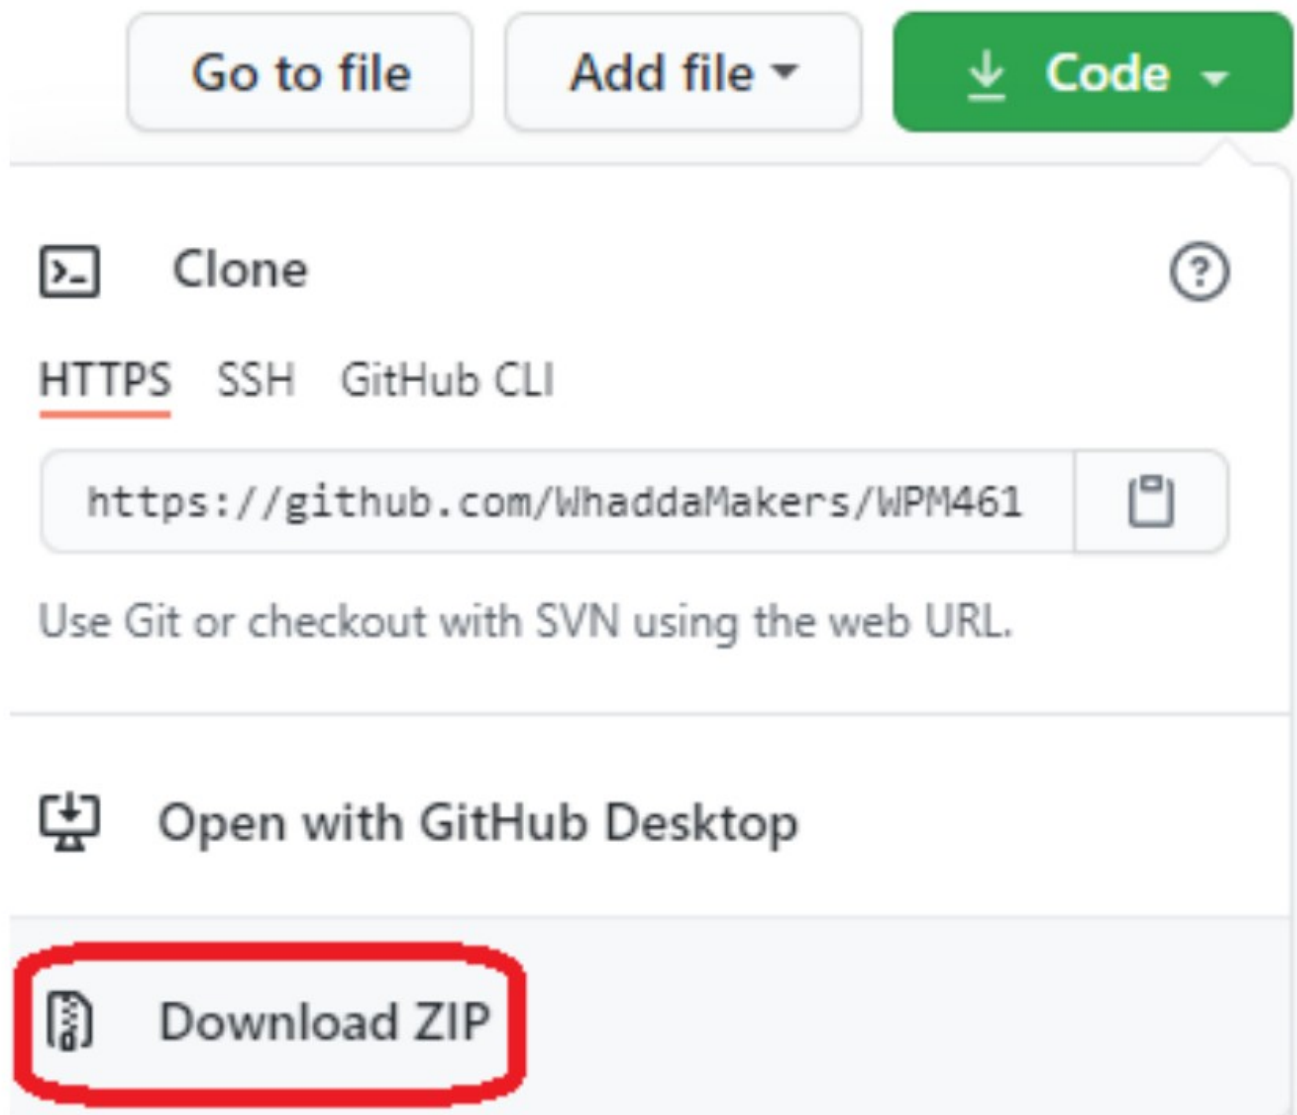 Go to file Add file Code
Clone
HTTPS SSH GitHub CLI
https://github.com/WhaddaMakers/WPM461
Use Git or checkout with SVN using the web URL.
Open with GitHub Desktop
Download ZIP